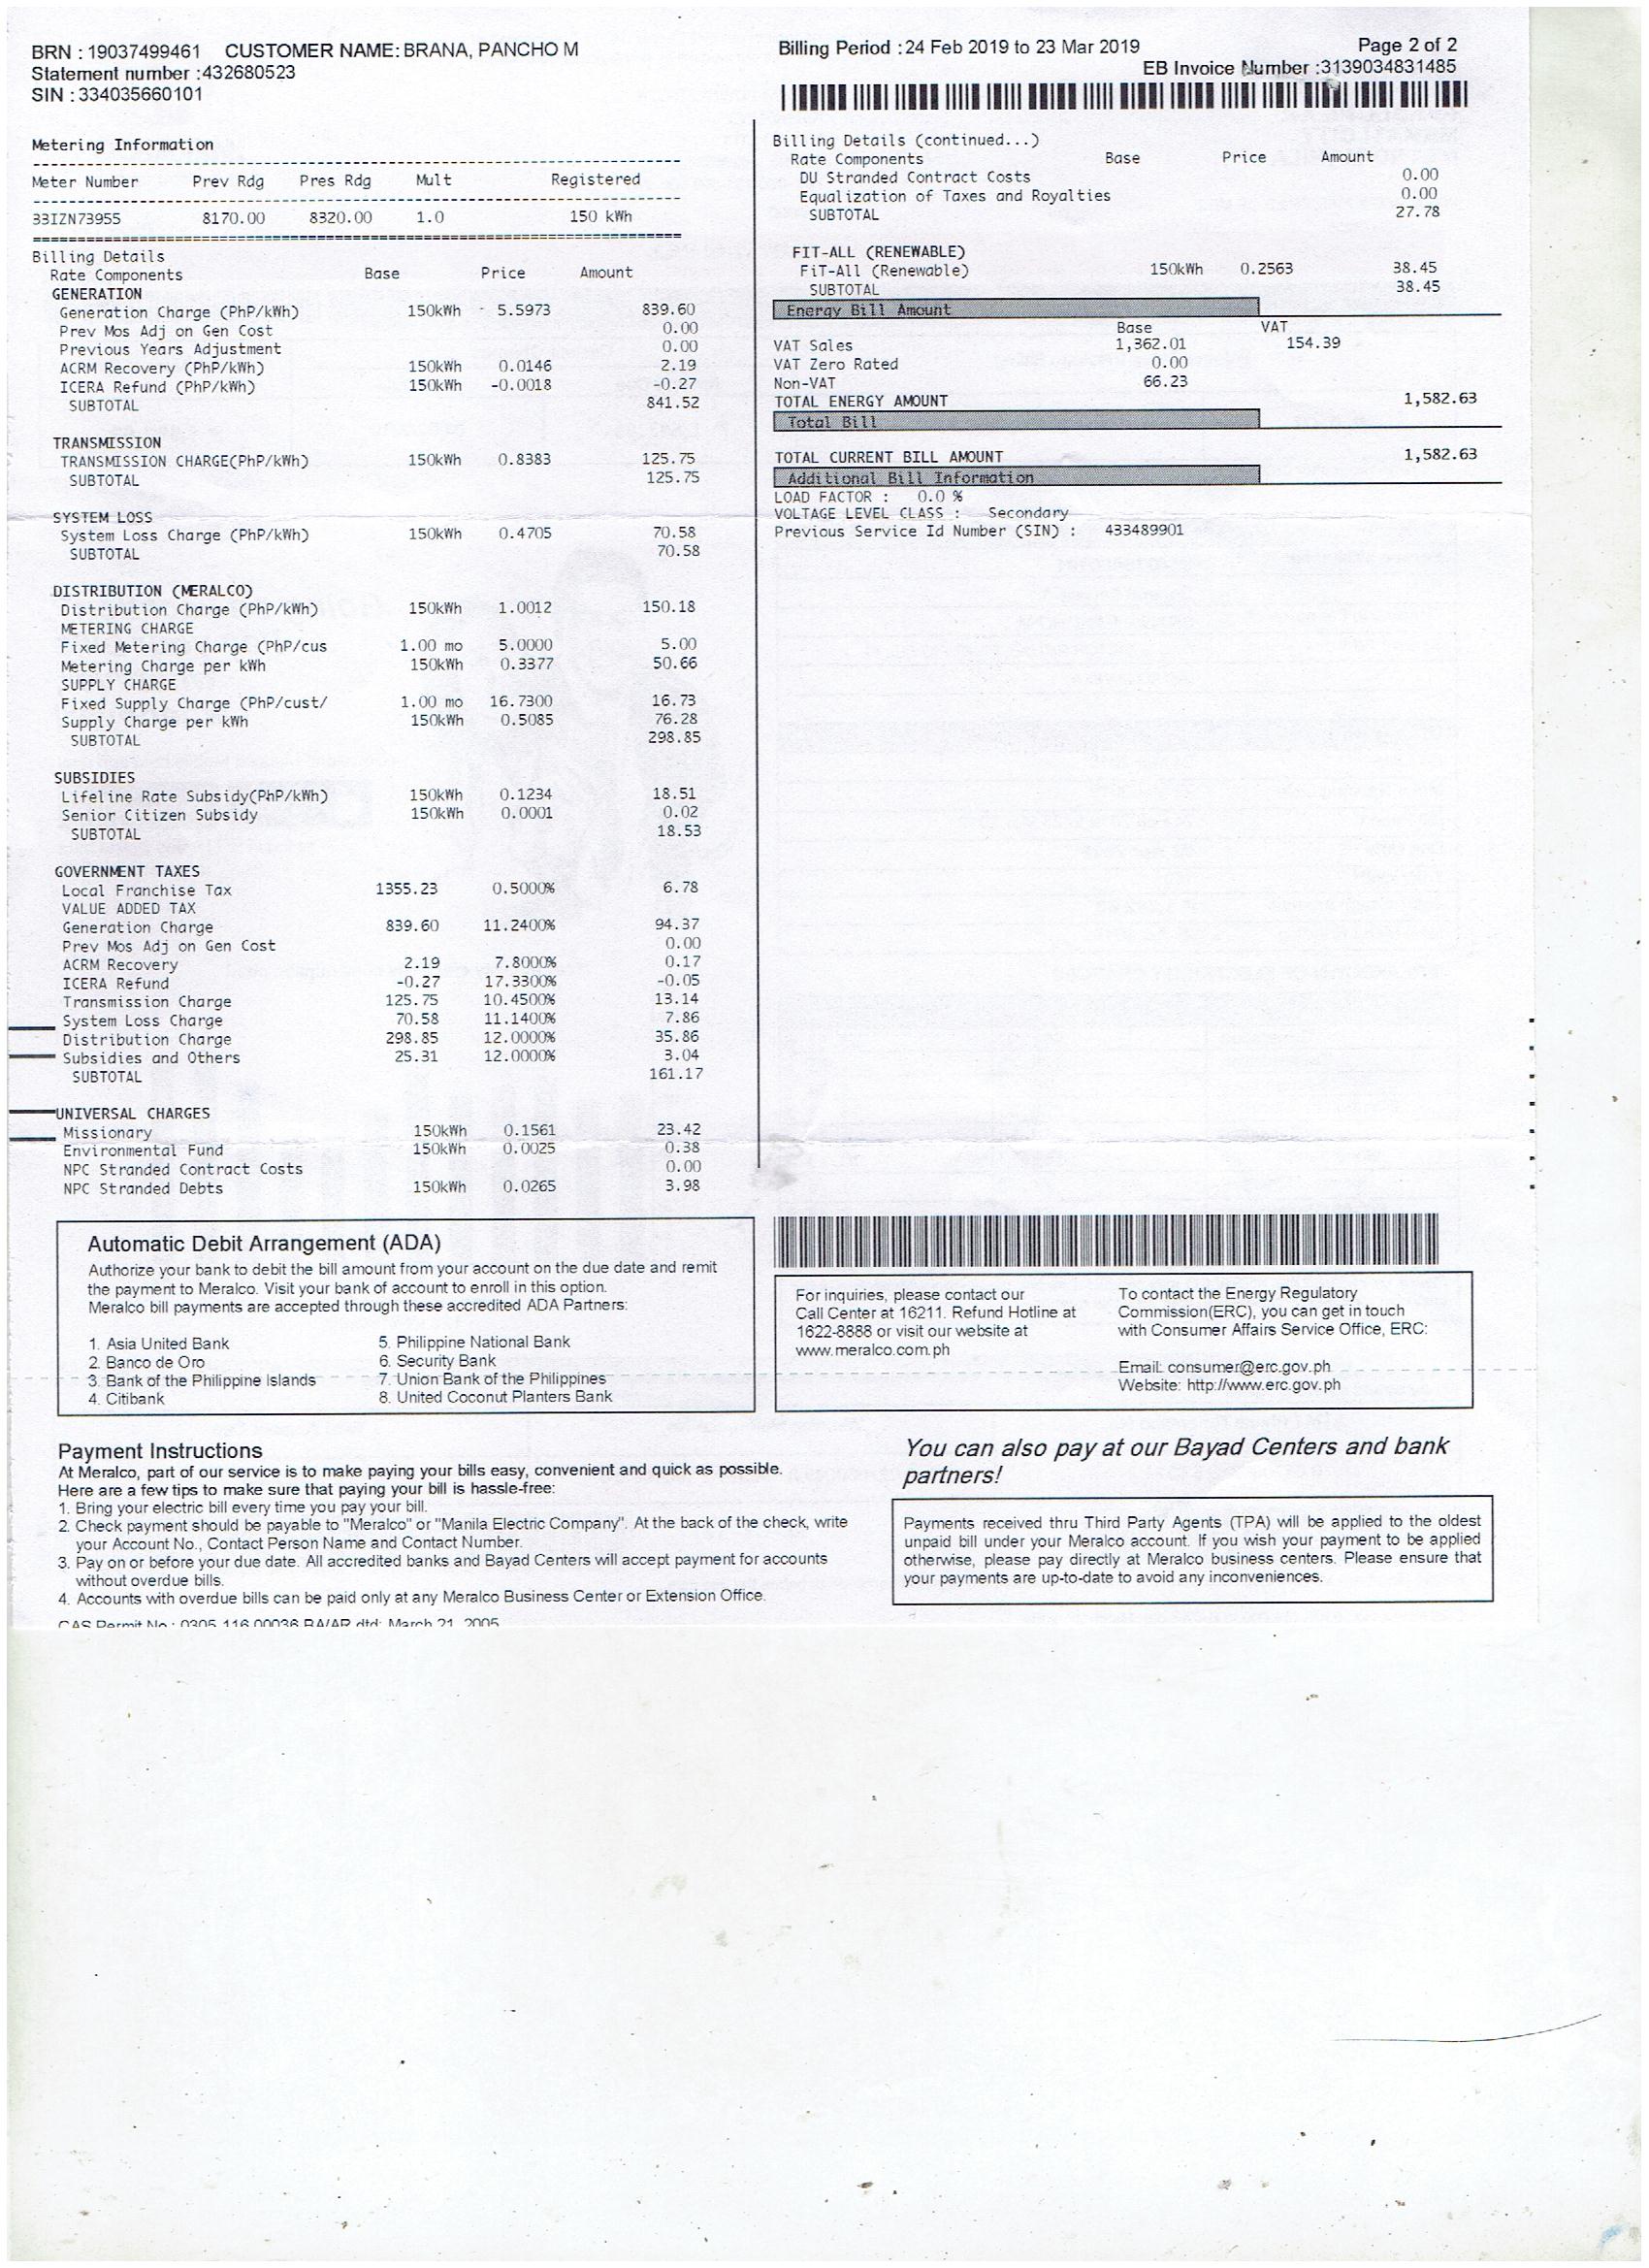 BRN : 19037499461 CUSTOMER NAME: BRANA, PANCHO M
Statement number :432680523
SIN : 334035660101
Billing Period : 24 Feb 2019 to 23 Mar 2019
Page 2 of 2
EB Invoice Number :3139034831485
Metering Information
Meter Number Prev Rdg Pres Rdg Mult Registered
33IZN73955 8170.00 8320.00 1.0 150 kWh
Billing Details
Rate Components Base Price Amount
GENERATION
Generation Charge (PhP/kWh) 150kWh 5.5973 839.60
Prev Mos Adj on Gen Cost 0.00
Previous Years Adjustment 0.00
ACRM Recovery (PhP/kWh) 150kWh 0.0146 2.19
ICERA Refund (PhP/kWh) 150kWh -0.0018 -0.27
SUBTOTAL 841.52
TRANSMISSION
TRANSMISSION CHARGE(PhP/kWh) 150kWh 0.8383 125.75
SUBTOTAL 125.75
SYSTEM LOSS
System Loss Charge (PhP/kWh) 150kWh 0.4705 70.58
SUBTOTAL 70.58
DISTRIBUTION (MERALCO)
Distribution Charge (PhP/kWh) 150kWh 1.0012 150.18
METERING CHARGE
Fixed Metering Charge (PhP/cus 1.00 mo 5.0000 5.00
Metering Charge per kWh 150kWh 0.3377 50.66
SUPPLY CHARGE
Fixed Supply Charge (PhP/cust/ 1.00 mo 16.7300 16.73
Supply Charge per kWh 150kWh 0.5085 76.28
SUBTOTAL 298.85
SUBSIDIES
Lifeline Rate Subsidy(PhP/kWh) 150kWh 0.1234 18.51
Senior Citizen Subsidy 150kWh 0.0001 0.02
SUBTOTAL 18.53
GOVERNMENT TAXES
Local Franchise Tax 1355.23 0.5000% 6.78
VALUE ADDED TAX
Generation Charge 839.60 11.2400% 94.37
Prev Mos Adj on Gen Cost 0.00
ACRM Recovery 2.19 7.8000% 0.17
ICERA Refund -0.27 17.3300% -0.05
Transmission Charge 125.75 10.4500% 13.14
System Loss Charge 70.58 11.1400% 7.86
Distribution Charge 298.85 12.0000% 35.86
Subsidies and Others 25.31 12.0000% 3.04
SUBTOTAL 161.17
UNIVERSAL CHARGES
Missionary 150kWh 0.1561 23.42
Environmental Fund 150kWh 0.0025 0.38
NPC Stranded Contract Costs 0.00
NPC Stranded Debts 150kWh 0.0265 3.98
Billing Details (continued...)
Rate Components Base Price Amount
DU Stranded Contract Costs 0.00
Equalization of Taxes and Royalties 0.00
SUBTOTAL 27.78
FIT-ALL (RENEWABLE)
FiT-All (Renewable) 150kWh 0.2563 38.45
SUBTOTAL 38.45
Energy Bill Amount
Base VAT
VAT Sales 1,362.01 154.39
VAT Zero Rated 0.00
Non-VAT 66.23
TOTAL ENERGY AMOUNT 1,582.63
Total Bill
TOTAL CURRENT BILL AMOUNT 1,582.63
Additional Bill Information
LOAD FACTOR : 0.0 %
VOLTAGE LEVEL CLASS : Secondary
Previous Service Id Number (SIN) : 433489901
Automatic Debit Arrangement (ADA)
Authorize your bank to debit the bill amount from your account on the due date and remit
the payment to Meralco. Visit your bank of account to enroll in this option.
Meralco bill payments are accepted through these accredited ADA Partners:
1. Asia United Bank
2. Banco de Oro
3. Bank of the Philippine Islands
4. Citibank
5. Philippine National Bank
6. Security Bank
7. Union Bank of the Philippines
8. United Coconut Planters Bank
For inquiries, please contact our
Call Center at 16211. Refund Hotline at
1622-8888 or visit our website at
www.meralco.com.ph
To contact the Energy Regulatory
Commission(ERC), you can get in touch
with Consumer Affairs Service Office, ERC:
Email: consumer@erc.gov.ph
Website: http://www.erc.gov.ph
Payment Instructions
At Meralco, part of our service is to make paying your bills easy, convenient and quick as possible.
Here are a few tips to make sure that paying your bill is hassle-free:
1. Bring your electric bill every time you pay your bill.
2. Check payment should be payable to "Meralco" or "Manila Electric Company". At the back of the check, write
your Account No., Contact Person Name and Contact Number.
3. Pay on or before your due date. All accredited banks and Bayad Centers will accept payment for accounts
without overdue bills.
4. Accounts with overdue bills can be paid only at any Meralco Business Center or Extension Office.
CAS Permit No.: 0305 116 00036 BA/AR dtd: March 21, 2005
You can also pay at our Bayad Centers and bank
partners!
Payments received thru Third Party Agents (TPA) will be applied to the oldest
unpaid bill under your Meralco account. If you wish your payment to be applied
otherwise, please pay directly at Meralco business centers. Please ensure that
your payments are up-to-date to avoid any inconveniences.